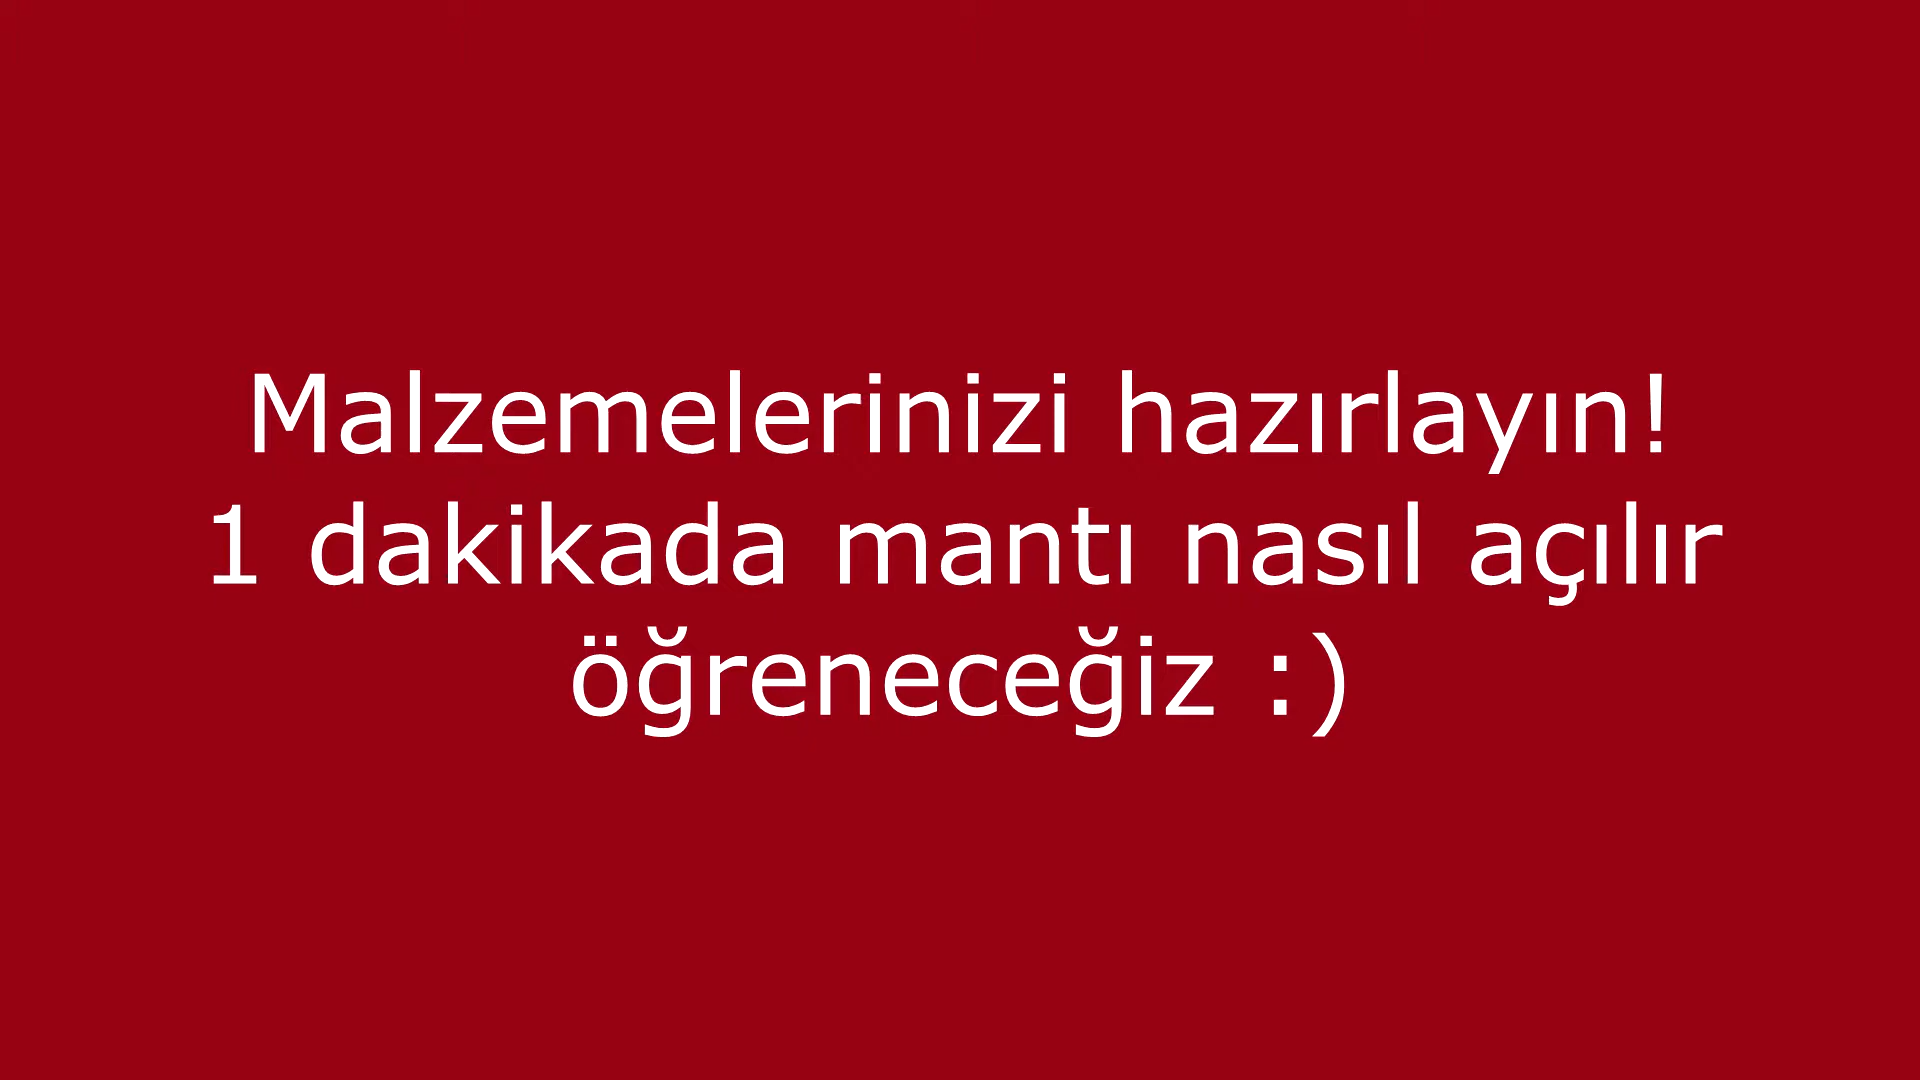 Malzemelerinizi hazırlayın!
1 dakikada mantı nasıl açılır
öğreneceğiz :)